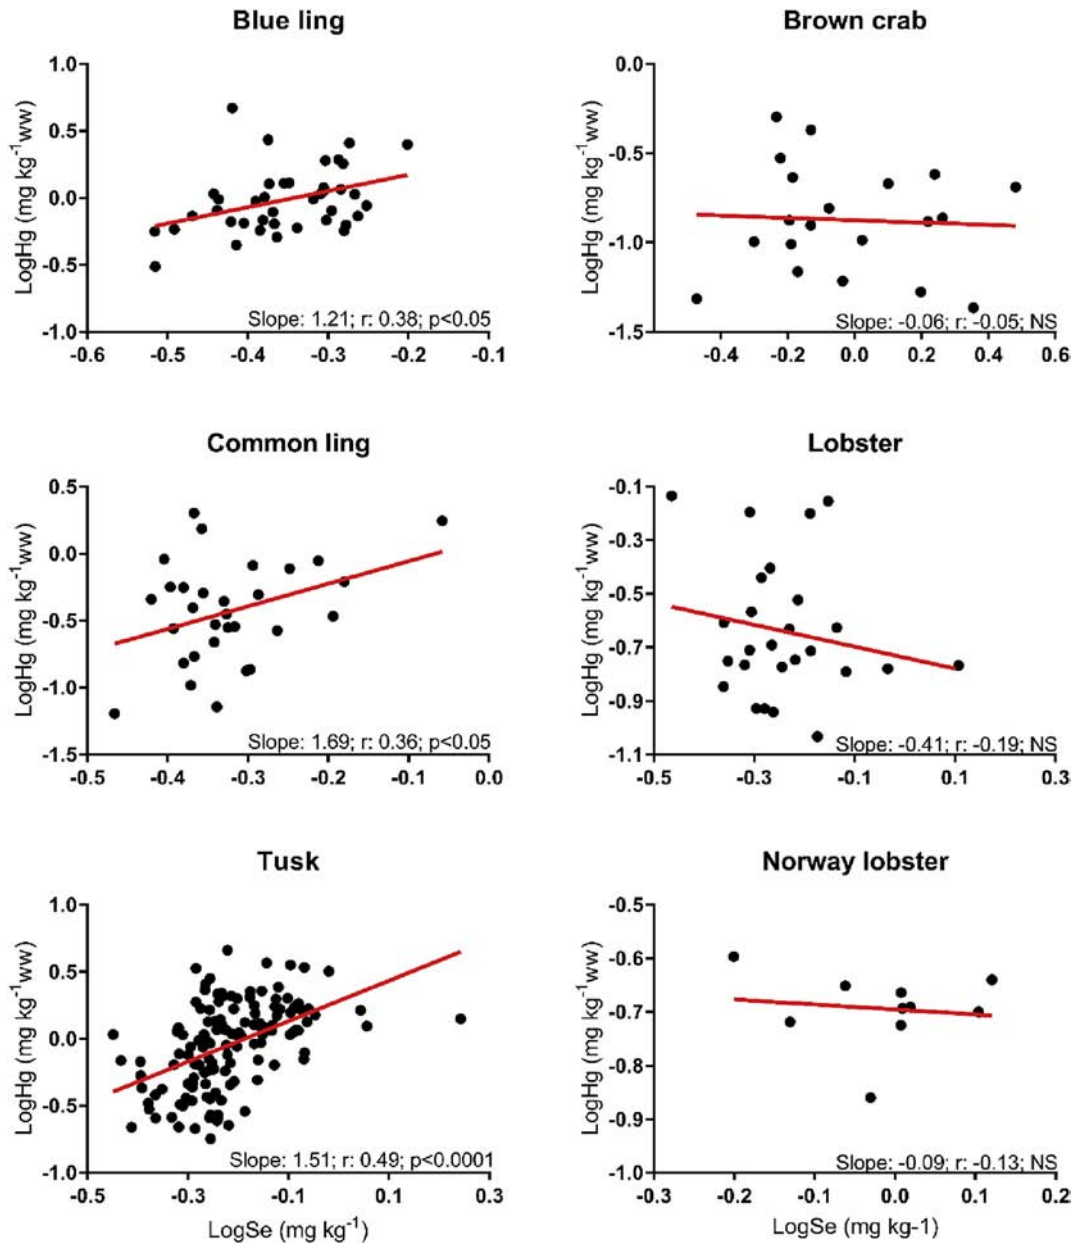 Blue ling
1.0
0.5
0.0
-0.5
-1.0
LogHg (mg kg⁻¹ww)
Slope: 1.21; r: 0.38; p<0.05
-0.6 -0.5 -0.4 -0.3 -0.2 -0.1
Brown crab
0.0
-0.5
-1.0
-1.5
LogHg (mg kg⁻¹ww)
Slope: -0.06; r: -0.05; NS
-0.4 -0.2 0.0 0.2 0.4 0.6
Common ling
0.5
0.0
-0.5
-1.0
-1.5
LogHg (mg kg⁻¹ww)
Slope: 1.69; r: 0.36; p<0.05
-0.5 -0.4 -0.3 -0.2 -0.1 0.0
Lobster
-0.1
-0.3
-0.5
-0.7
-0.9
-1.1
LogHg (mg kg⁻¹ww)
Slope: -0.41; r: -0.19; NS
-0.5 -0.3 -0.1 0.1 0.3
Tusk
1.0
0.5
0.0
-0.5
-1.0
LogHg (mg kg⁻¹ww)
Slope: 1.51; r: 0.49; p<0.0001
-0.5 -0.3 -0.1 0.1 0.3
LogSe (mg kg⁻¹)
Norway lobster
-0.5
-0.6
-0.7
-0.8
-0.9
-1.0
LogHg (mg kg⁻¹ww)
Slope: -0.09; r: -0.13; NS
-0.3 -0.2 -0.1 0.0 0.1 0.2
LogSe (mg kg-1)